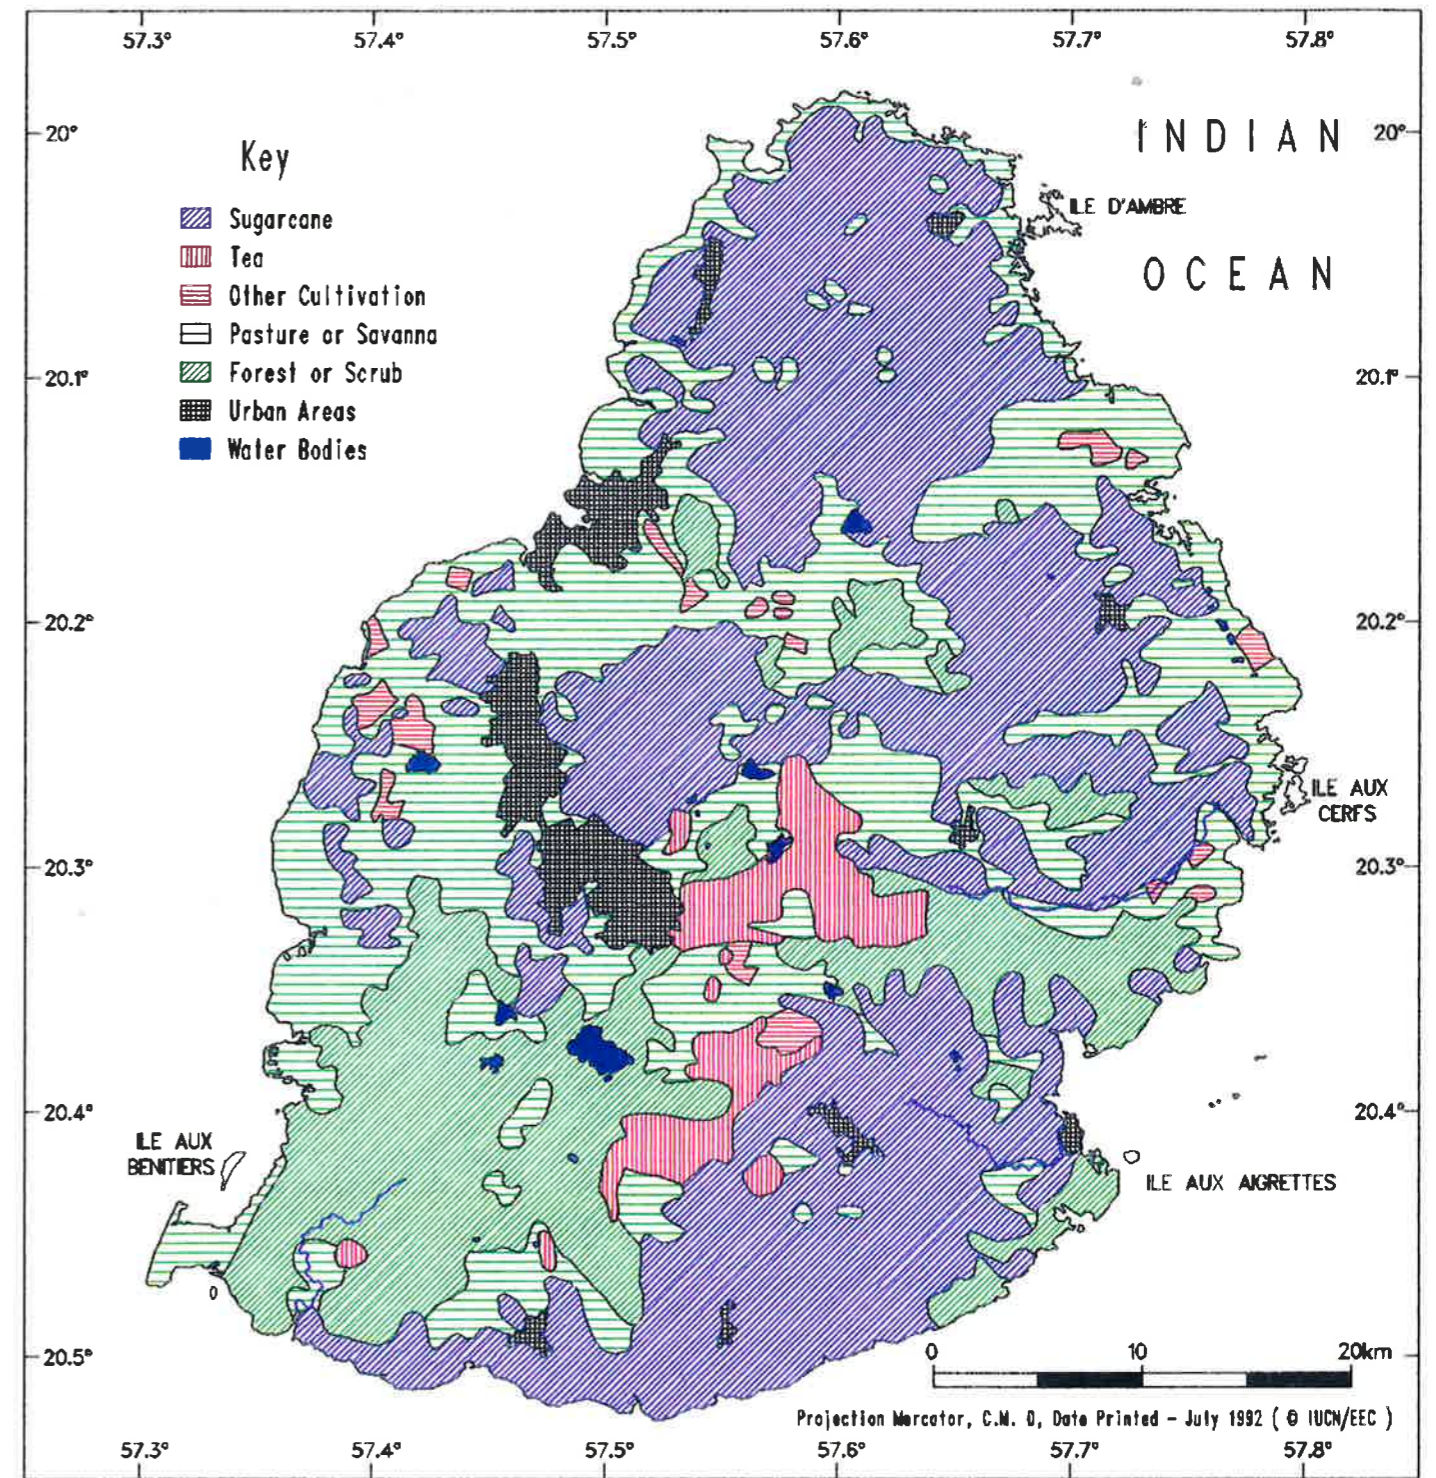 57.3° 57.4° 57.5° 57.6° 57.7° 57.8°
20° INDIAN 20°
Key
Sugarcane
ILE D'AMBRE
Tea
OCEAN
Other Cultivation
Pasture or Savanna
Forest or Scrub
20.1° 20.1°
Urban Areas
Water Bodies
20.2° 20.2°
ILE AUX
CERFS
20.3° 20.3°
20.4° 20.4°
ILE AUX
BENITIERS
ILE AUX AIGRETTES
20.5°
0 10 20km
Projection Mercator, C.M. 0, Date Printed - July 1992 ( © IUCN/EEC )
57.3° 57.4° 57.5° 57.6° 57.7° 57.8°